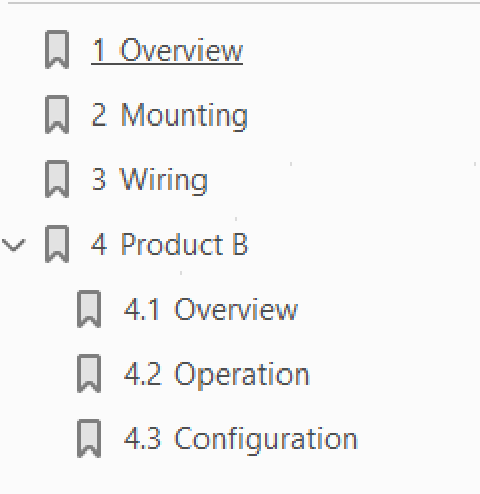 1 Overview
2 Mounting
3 Wiring
4 Product B
4.1 Overview
4.2 Operation
4.3 Configuration